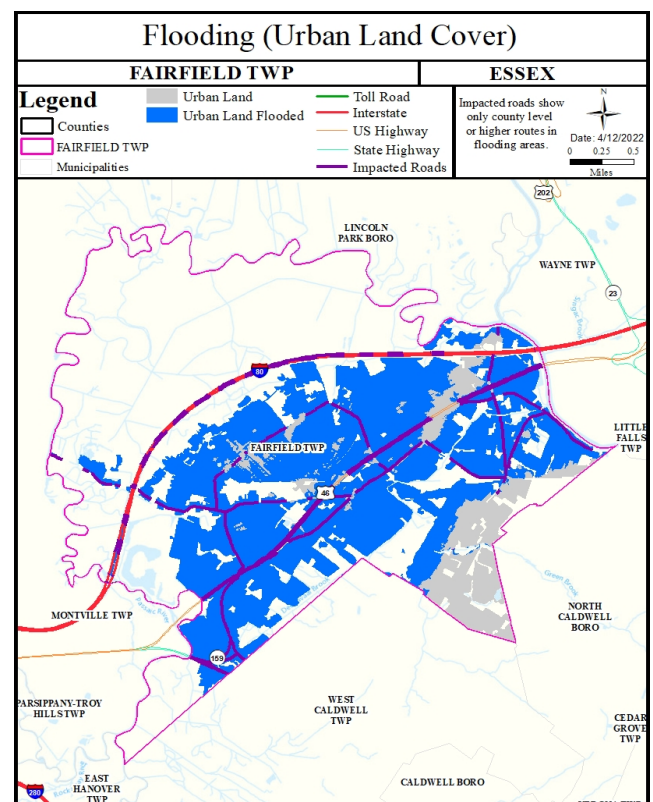 Flooding (Urban Land Cover)
FAIRFIELD TWP
ESSEX
Legend
Counties
FAIRFIELD TWP
Municipalities
Urban Land
Urban Land Flooded
Toll Road
Interstate
US Highway
State Highway
Impacted Roads
Impacted roads show
only county level
or higher routes in
flooding areas.
N
Date: 4/12/2022
0 0.25 0.5
Miles
202
LINCOLN
PARK BORO
WAYNE TWP
23
80
LITTLE
FALLS
TWP
FAIRFIELD TWP
46
Green Brook
MONTVILLE TWP
NORTH
CALDWELL
BORO
159
PARSIPPANY-TROY
HILLS TWP
WEST
CALDWELL
TWP
CEDAR
GROVE
TWP
EAST
HANOVER
TWP
280
CALDWELL BORO